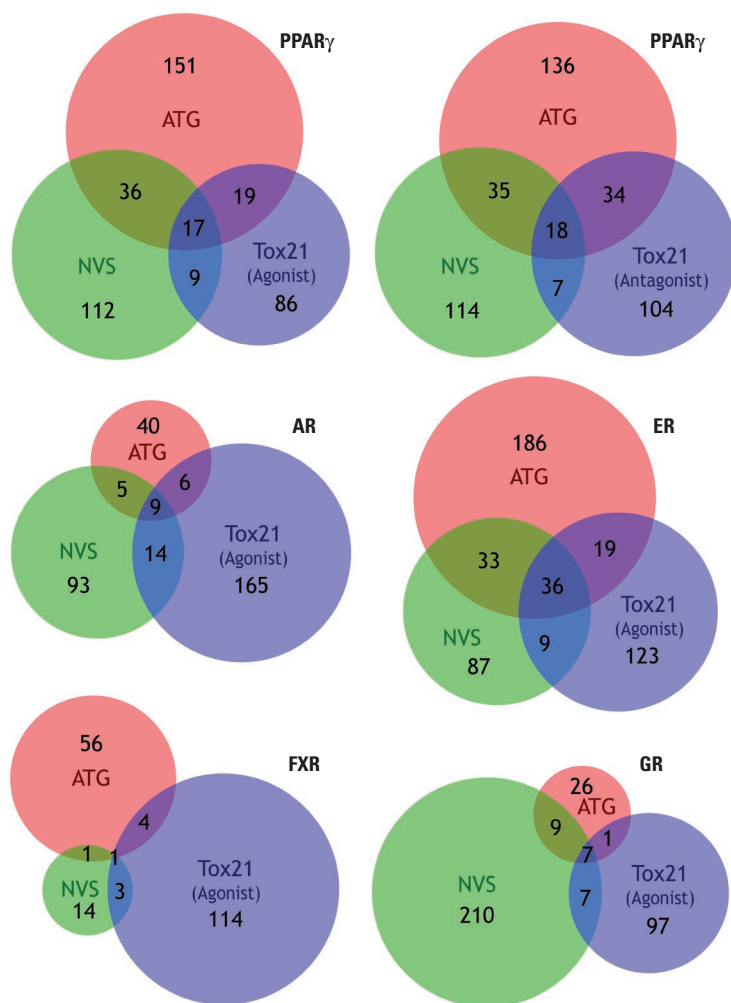 PPARγ
151
ATG
36
19
17
NVS
9
Tox21
(Agonist)
112
86
PPARγ
136
ATG
35
34
18
NVS
7
Tox21
(Antagonist)
114
104
AR
40
ATG
5
6
9
NVS
14
Tox21
(Agonist)
93
165
ER
186
ATG
33
19
36
NVS
9
Tox21
(Agonist)
87
123
FXR
56
ATG
4
1
1
NVS
3
Tox21
(Agonist)
14
114
GR
26
ATG
9
1
7
NVS
7
Tox21
(Agonist)
210
97